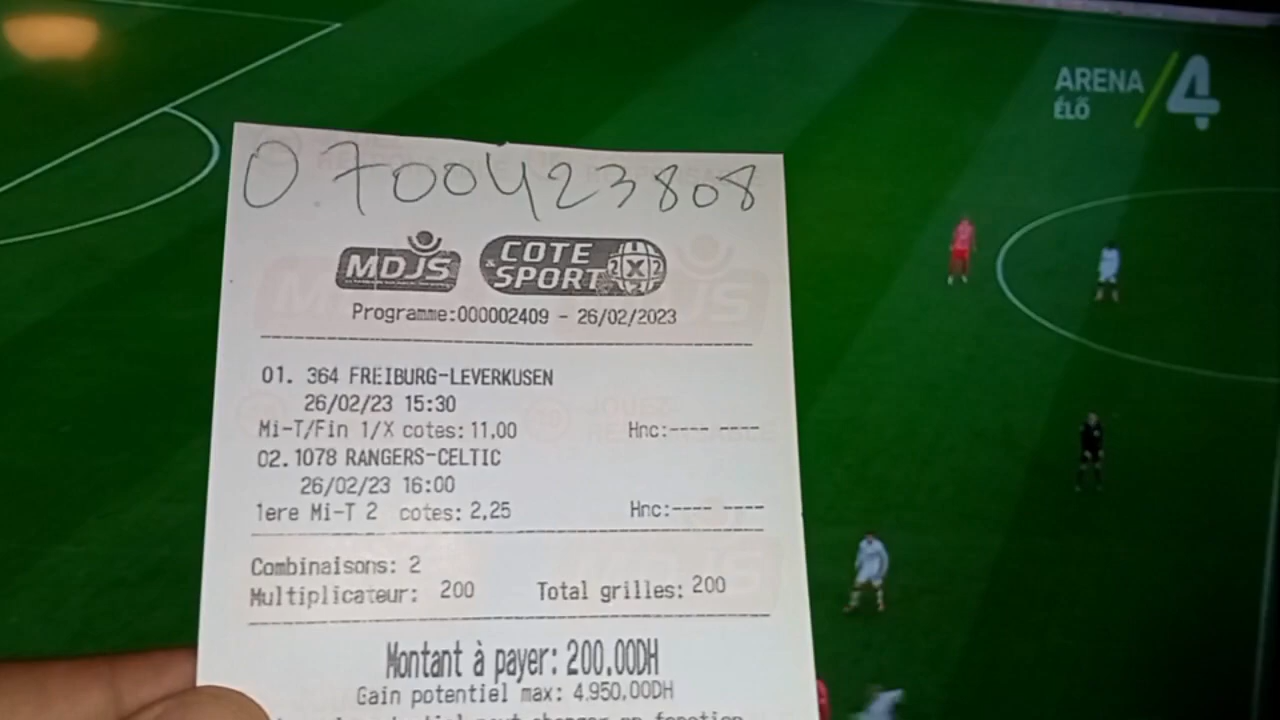 ARENA 4
ÉLŐ
0700423808
MDJS COTE & SPORT 2X2
Programme:000002409 - 26/02/2023
01. 364 FREIBURG-LEVERKUSEN
26/02/23 15:30
Mi-T/Fin 1/X cotes: 11,00 Hnc:---- ----
02. 1078 RANGERS-CELTIC
26/02/23 16:00
1ere Mi-T 2 cotes: 2,25 Hnc:---- ----
Combinaisons: 2
Multiplicateur: 200 Total grilles: 200
Montant à payer: 200,00DH
Gain potentiel max: 4.950,00DH